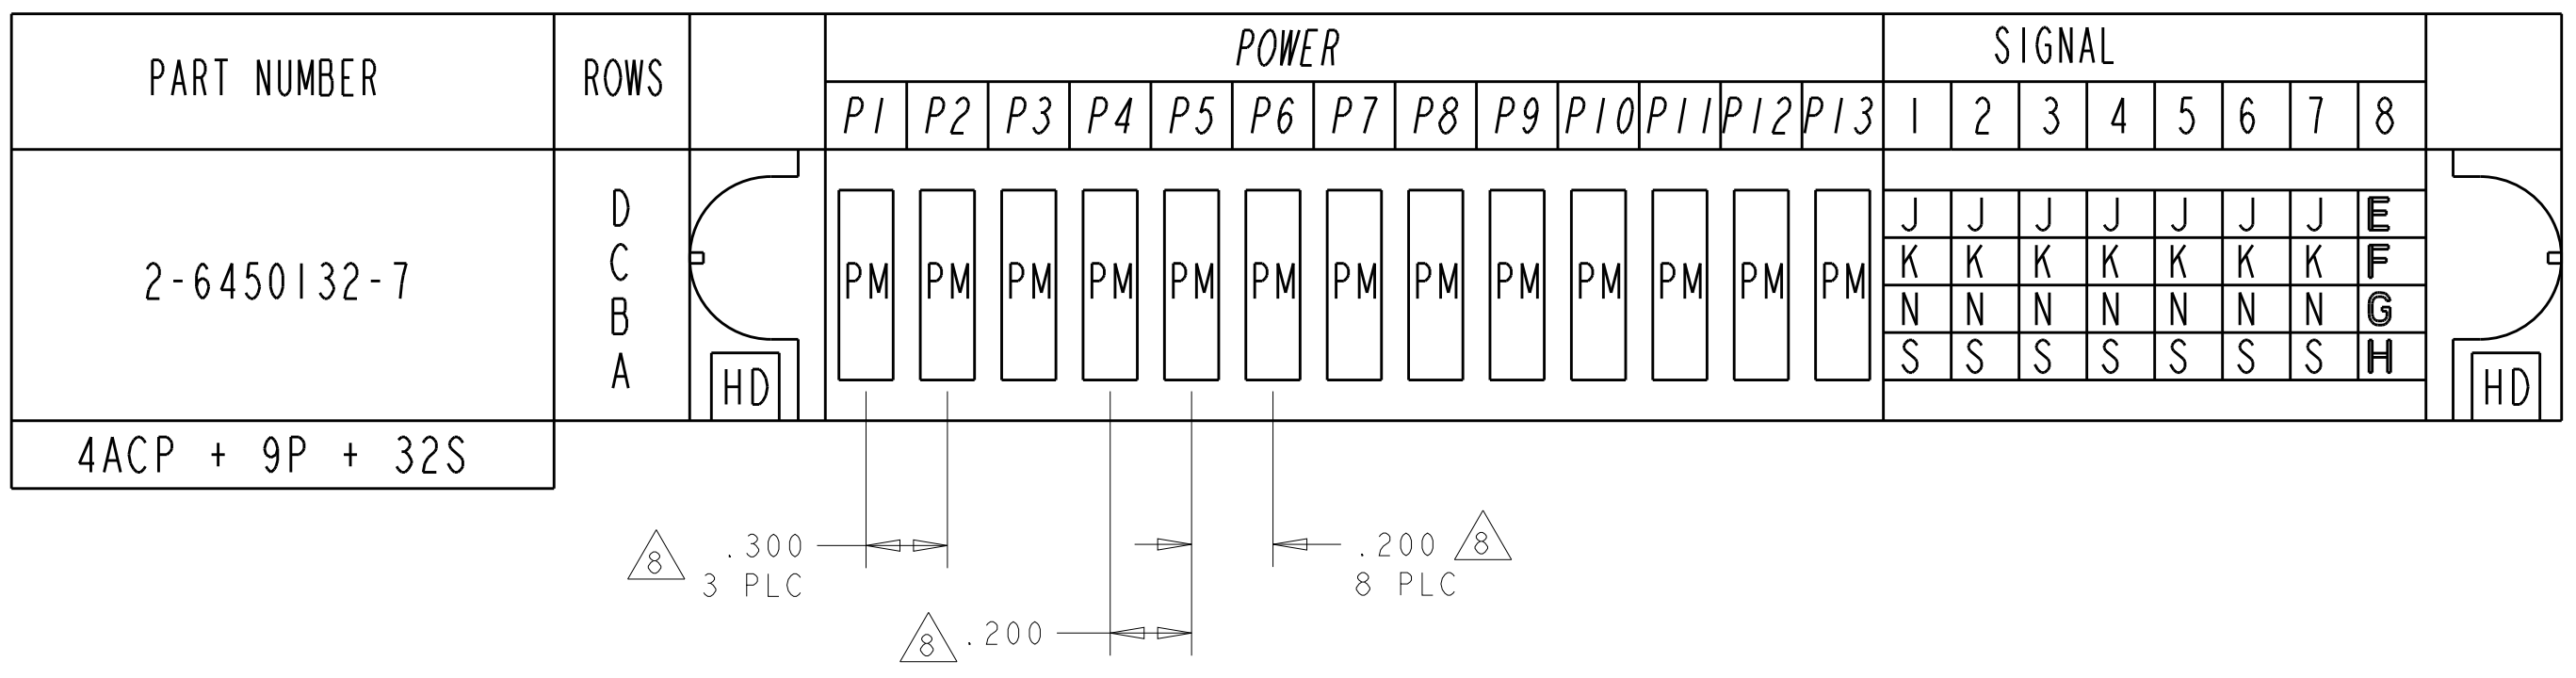 PART NUMBER ROWS POWER SIGNAL
P1 P2 P3 P4 P5 P6 P7 P8 P9 P10 P11 P12 P13 1 2 3 4 5 6 7 8
2-6450132-7
D J J J J J J J E
C K K K K K K K F
PM PM PM PM PM PM PM PM PM PM PM PM PM
B N N N N N N N G
A S S S S S S S H
HD HD
4ACP + 9P + 32S
8 .300
3 PLC
.200 8
8 PLC
8 .200